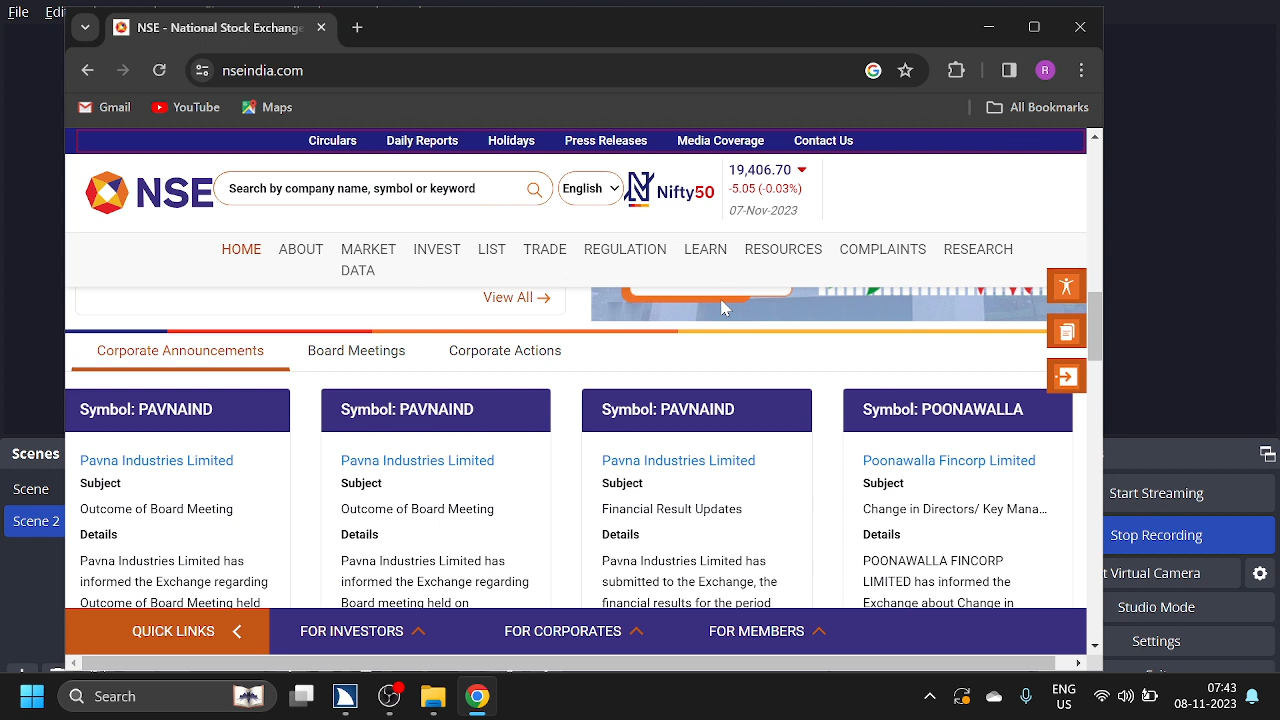 File
Edit
NSE - National Stock Exchange
nseindia.com
Gmail
YouTube
Maps
All Bookmarks
Circulars
Daily Reports
Holidays
Press Releases
Media Coverage
Contact Us
NSE
Search by company name, symbol or keyword
English
Nifty50
19,406.70
-5.05 (-0.03%)
07-Nov-2023
HOME
ABOUT
MARKET DATA
INVEST
LIST
TRADE
REGULATION
LEARN
RESOURCES
COMPLAINTS
RESEARCH
View All
Corporate Announcements
Board Meetings
Corporate Actions
Symbol: PAVNAIND
Pavna Industries Limited
Subject
Outcome of Board Meeting
Details
Pavna Industries Limited has
informed the Exchange regarding
Outcome of Board Meeting held
Symbol: PAVNAIND
Pavna Industries Limited
Subject
Outcome of Board Meeting
Details
Pavna Industries Limited has
informed the Exchange regarding
Board meeting held on
Symbol: PAVNAIND
Pavna Industries Limited
Subject
Financial Result Updates
Details
Pavna Industries Limited has
submitted to the Exchange, the
financial results for the period
Symbol: POONAWALLA
Poonawalla Fincorp Limited
Subject
Change in Directors/ Key Mana...
Details
POONAWALLA FINCORP
LIMITED has informed the
Exchange about Change in
QUICK LINKS
FOR INVESTORS
FOR CORPORATES
FOR MEMBERS
Scenes
Scene
Scene 2
Start Streaming
Stop Recording
t Virtual Camera
Studio Mode
Settings
Search
ENG
US
07:43
08-11-2023